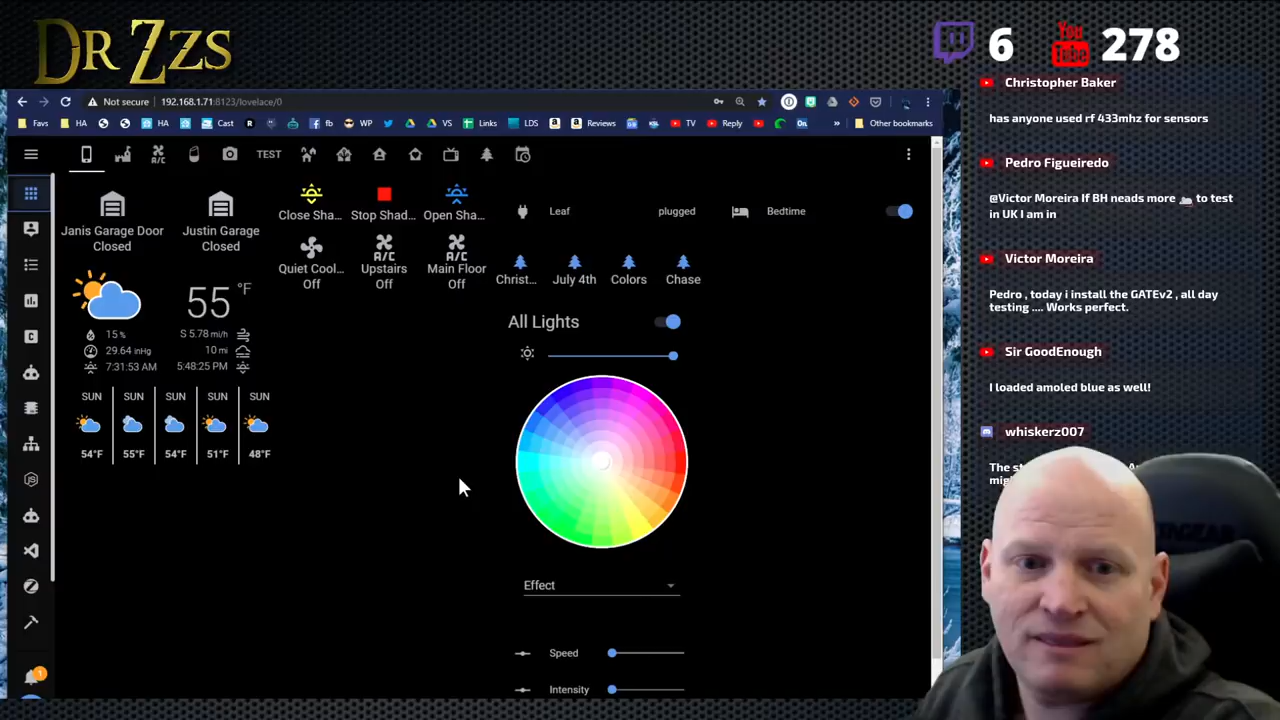 DR ZZS
6
You Tube
278
Not secure
192.168.1.71:8123/lovelace/0
Favs
HA
HA
Cast
R
fb
WP
VS
Links
LDS
Reviews
TV
Reply
On.
»
Other bookmarks
A/C
TEST
Janis Garage Door
Closed
Justin Garage
Closed
Close Sha...
Stop Shad...
Open Sha...
Quiet Cool...
Off
A/C
Upstairs
Off
A/C
Main Floor
Off
Leaf
plugged
Bedtime
Christ...
July 4th
Colors
Chase
55 °F
15 %
S 5.78 mi/h
29.64 inHg
10 mi
7:31:53 AM
5:48:25 PM
SUN
SUN
SUN
SUN
SUN
54°F
55°F
54°F
51°F
48°F
All Lights
Effect
Speed
Intensity
1
Christopher Baker
has anyone used rf 433mhz for sensors
Pedro Figueiredo
@Victor Moreira If BH neads more to test
in UK I am in
Victor Moreira
Pedro , today i install the GATEv2 , all day
testing .... Works perfect.
Sir GoodEnough
I loaded amoled blue as well!
whiskerz007